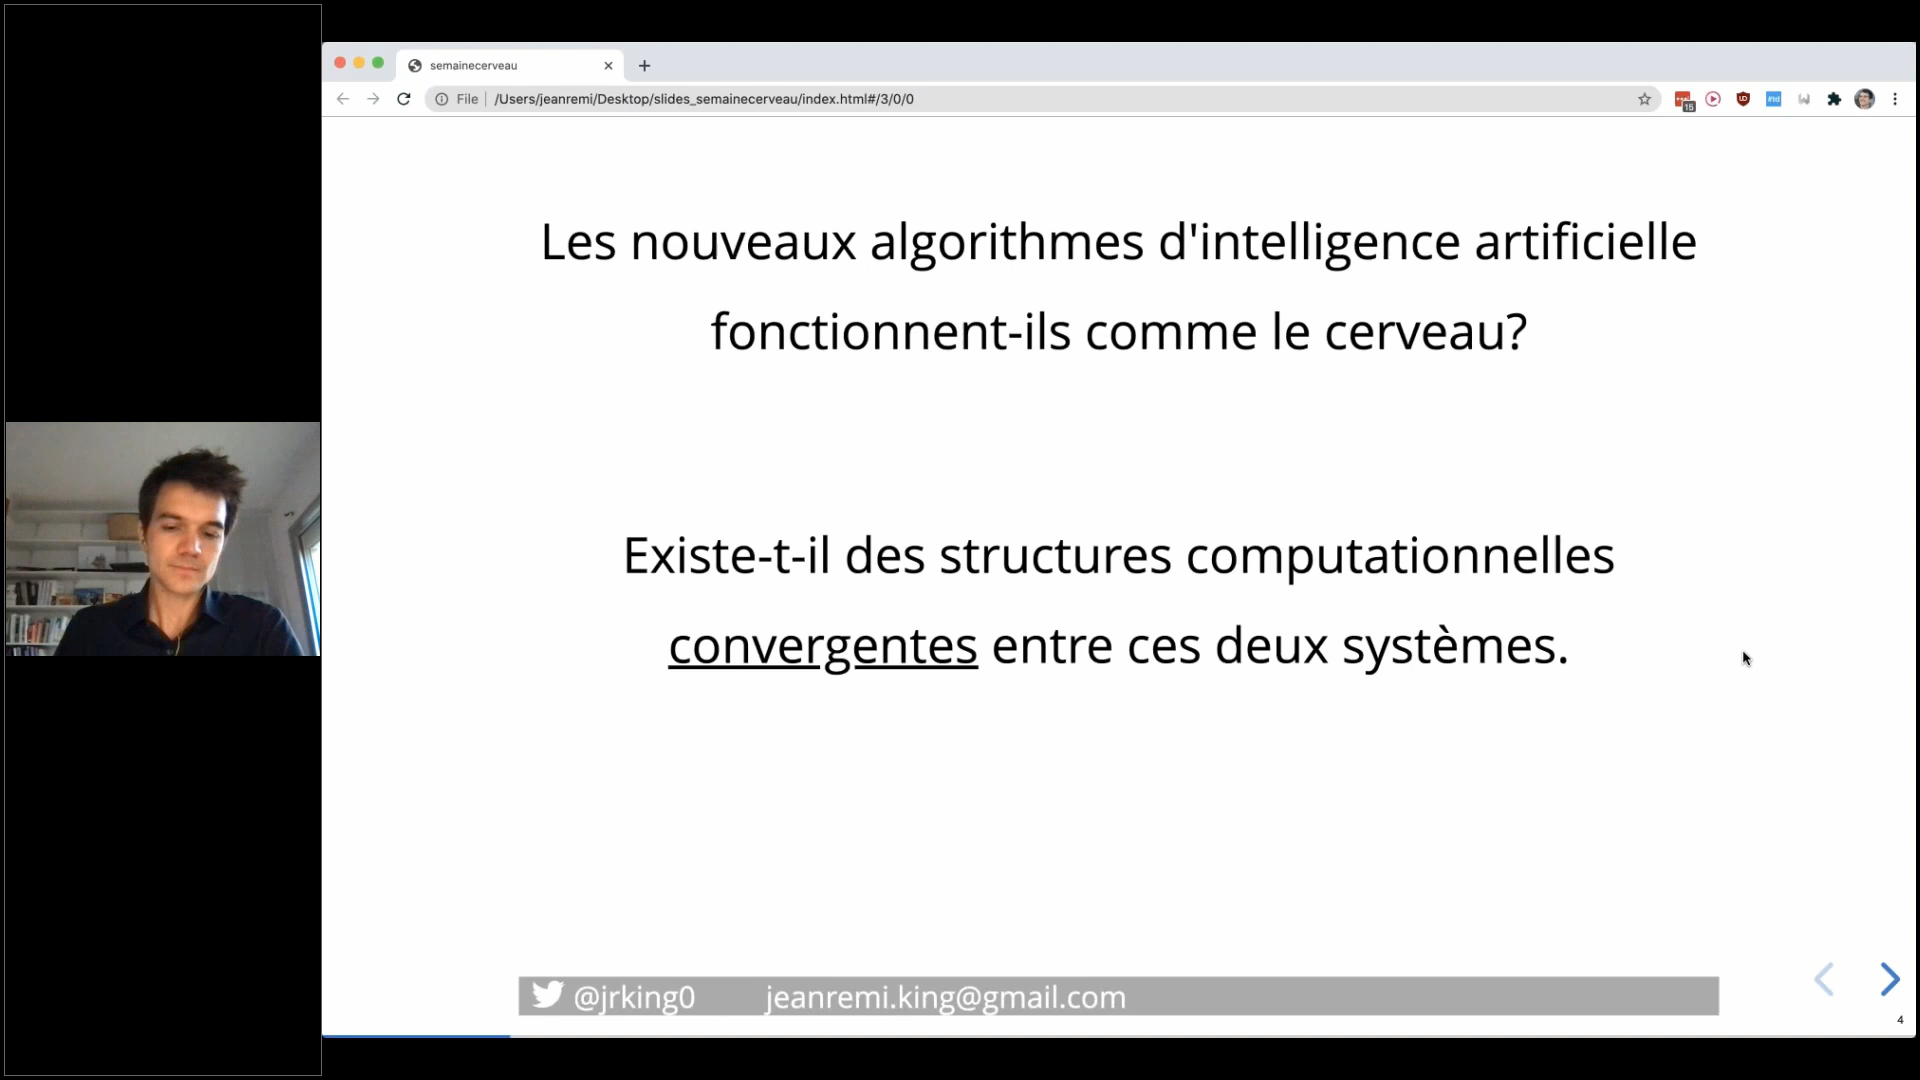 semainecerveau
File
/Users/jeanremi/Desktop/slides_semainecerveau/index.html#/3/0/0
15
Les nouveaux algorithmes d'intelligence artificielle
fonctionnent-ils comme le cerveau?
Existe-t-il des structures computationnelles
convergentes entre ces deux systèmes.
@jrking0 jeanremi.king@gmail.com
4